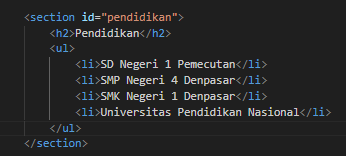 <section id="pendidikan">
<h2>Pendidikan</h2>
<ul>
<li>SD Negeri 1 Pemecutan</li>
<li>SMP Negeri 4 Denpasar</li>
<li>SMK Negeri 1 Denpasar</li>
<li>Universitas Pendidikan Nasional</li>
</ul>
</section>